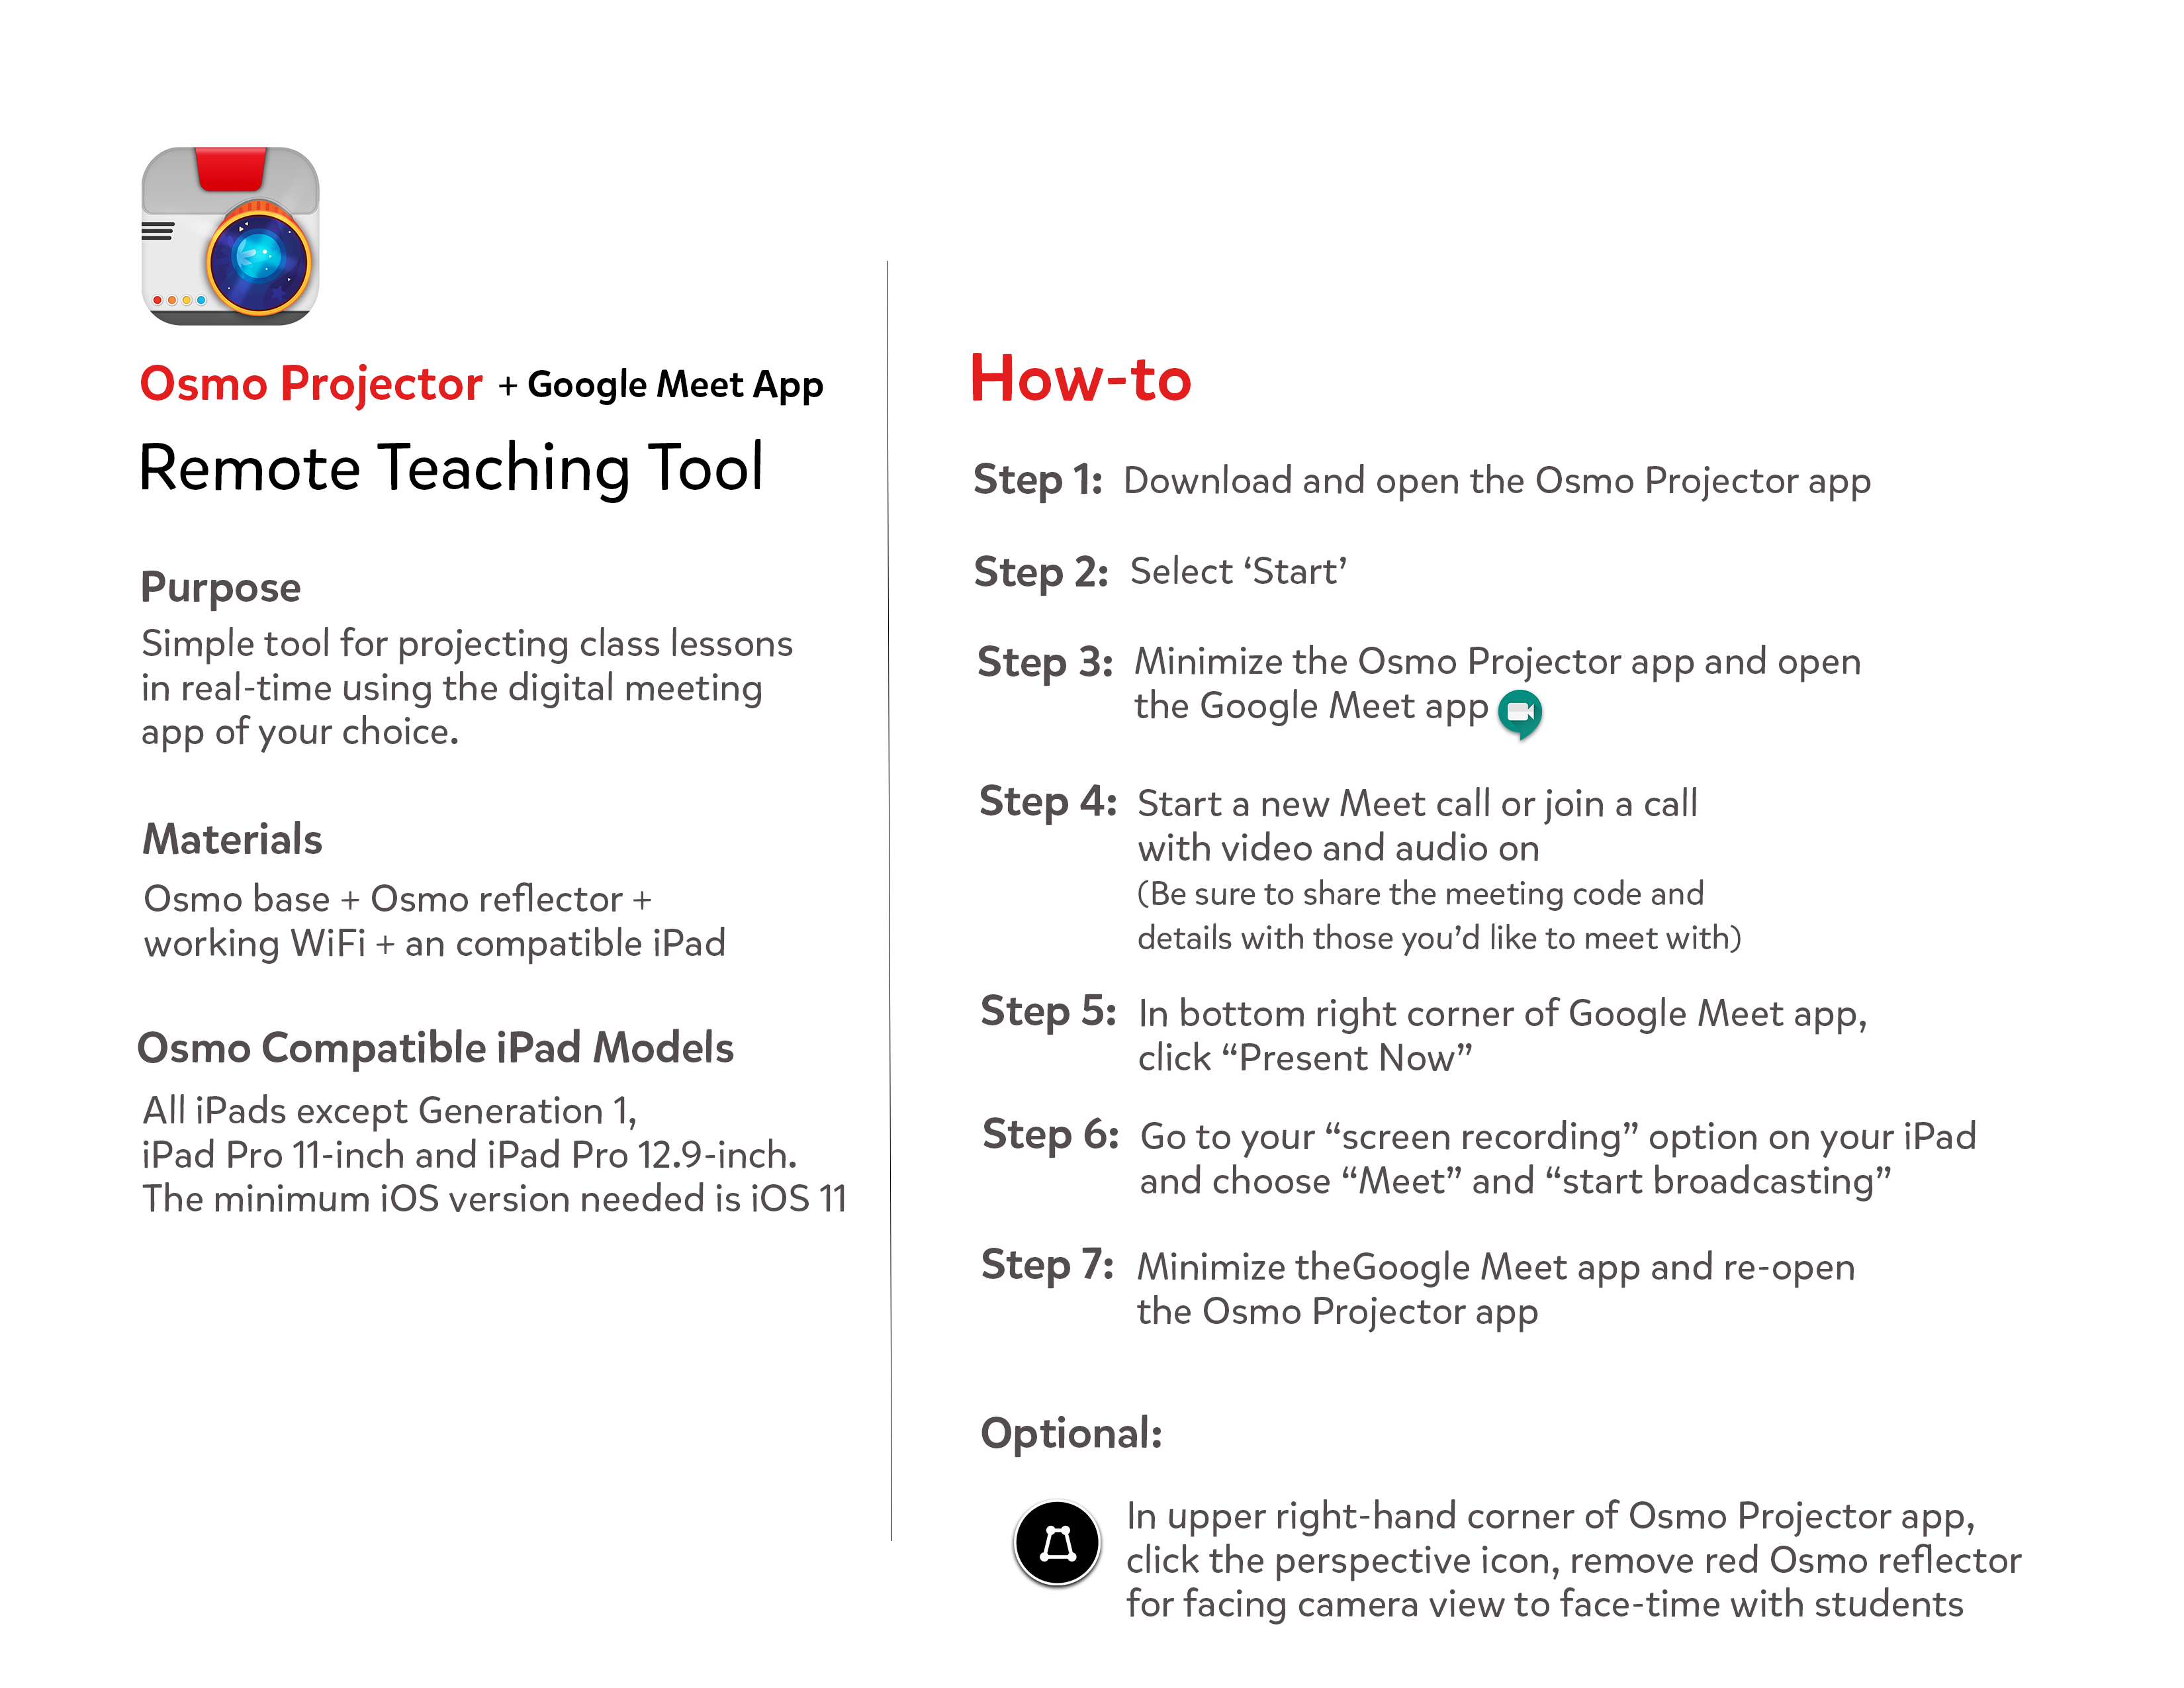 Osmo Projector + Google Meet App
Remote Teaching Tool
Purpose
Simple tool for projecting class lessons
in real-time using the digital meeting
app of your choice.
Materials
Osmo base + Osmo reflector +
working WiFi + an compatible iPad
Osmo Compatible iPad Models
All iPads except Generation 1,
iPad Pro 11-inch and iPad Pro 12.9-inch.
The minimum iOS version needed is iOS 11
How-to
Step 1: Download and open the Osmo Projector app
Step 2: Select ‘Start’
Step 3: Minimize the Osmo Projector app and open
the Google Meet app
Step 4: Start a new Meet call or join a call
with video and audio on
(Be sure to share the meeting code and
details with those you’d like to meet with)
Step 5: In bottom right corner of Google Meet app,
click “Present Now”
Step 6: Go to your “screen recording” option on your iPad
and choose “Meet” and “start broadcasting”
Step 7: Minimize theGoogle Meet app and re-open
the Osmo Projector app
Optional:
In upper right-hand corner of Osmo Projector app,
click the perspective icon, remove red Osmo reflector
for facing camera view to face-time with students